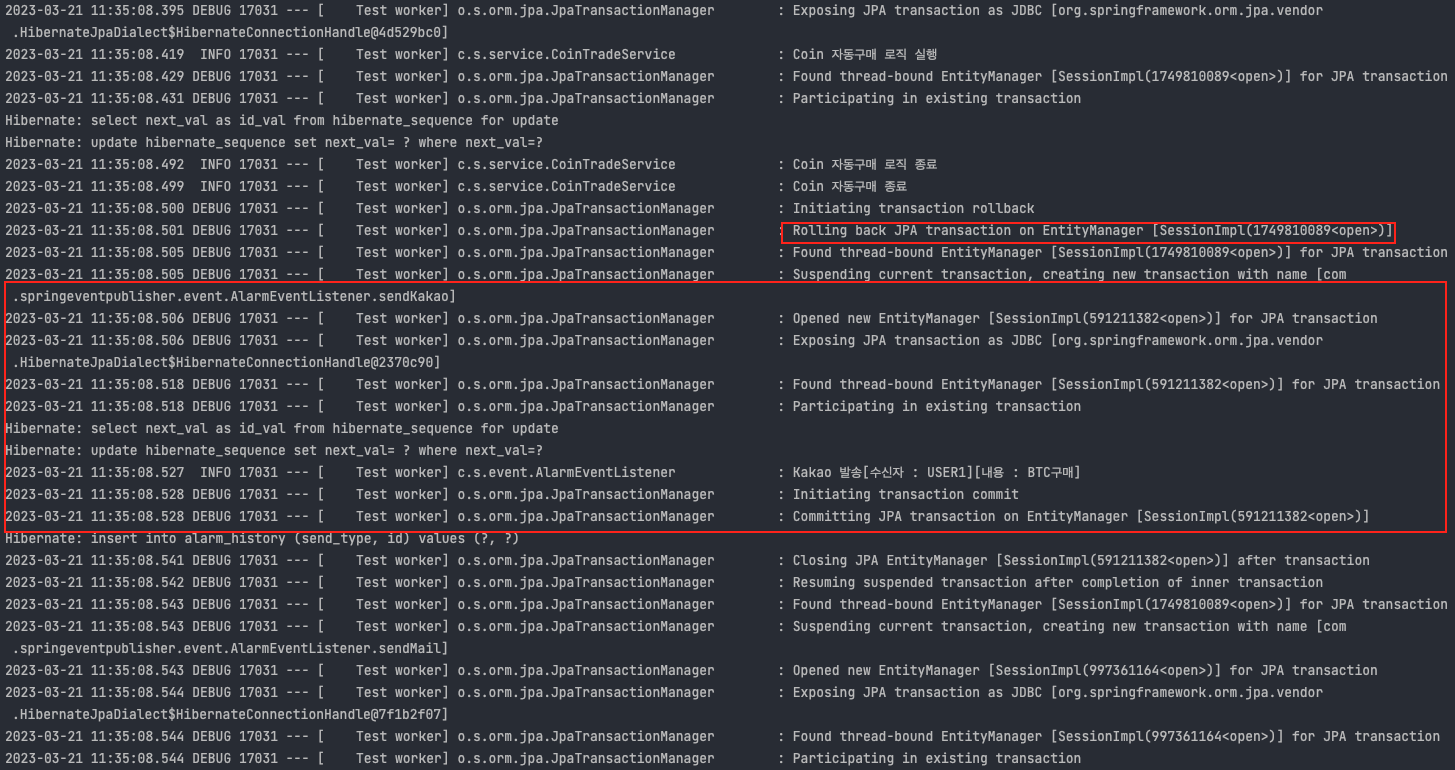 2023-03-21 11:35:08.395 DEBUG 17031 --- [    Test worker] o.s.orm.jpa.JpaTransactionManager        : Exposing JPA transaction as JDBC [org.springframework.orm.jpa.vendor
.HibernateJpaDialect$HibernateConnectionHandle@4d529bc0]
2023-03-21 11:35:08.419  INFO 17031 --- [    Test worker] c.s.service.CoinTradeService             : Coin 자동구매 로직 실행
2023-03-21 11:35:08.429 DEBUG 17031 --- [    Test worker] o.s.orm.jpa.JpaTransactionManager        : Found thread-bound EntityManager [SessionImpl(1749810089<open>)] for JPA transaction
2023-03-21 11:35:08.431 DEBUG 17031 --- [    Test worker] o.s.orm.jpa.JpaTransactionManager        : Participating in existing transaction
Hibernate: select next_val as id_val from hibernate_sequence for update
Hibernate: update hibernate_sequence set next_val= ? where next_val=?
2023-03-21 11:35:08.492  INFO 17031 --- [    Test worker] c.s.service.CoinTradeService             : Coin 자동구매 로직 종료
2023-03-21 11:35:08.499  INFO 17031 --- [    Test worker] c.s.service.CoinTradeService             : Coin 자동구매 종료
2023-03-21 11:35:08.500 DEBUG 17031 --- [    Test worker] o.s.orm.jpa.JpaTransactionManager        : Initiating transaction rollback
2023-03-21 11:35:08.501 DEBUG 17031 --- [    Test worker] o.s.orm.jpa.JpaTransactionManager        : Rolling back JPA transaction on EntityManager [SessionImpl(1749810089<open>)]
2023-03-21 11:35:08.505 DEBUG 17031 --- [    Test worker] o.s.orm.jpa.JpaTransactionManager        : Found thread-bound EntityManager [SessionImpl(1749810089<open>)] for JPA transaction
2023-03-21 11:35:08.505 DEBUG 17031 --- [    Test worker] o.s.orm.jpa.JpaTransactionManager        : Suspending current transaction, creating new transaction with name [com
.springeventpublisher.event.AlarmEventListener.sendKakao]
2023-03-21 11:35:08.506 DEBUG 17031 --- [    Test worker] o.s.orm.jpa.JpaTransactionManager        : Opened new EntityManager [SessionImpl(591211382<open>)] for JPA transaction
2023-03-21 11:35:08.506 DEBUG 17031 --- [    Test worker] o.s.orm.jpa.JpaTransactionManager        : Exposing JPA transaction as JDBC [org.springframework.orm.jpa.vendor
.HibernateJpaDialect$HibernateConnectionHandle@2370c90]
2023-03-21 11:35:08.518 DEBUG 17031 --- [    Test worker] o.s.orm.jpa.JpaTransactionManager        : Found thread-bound EntityManager [SessionImpl(591211382<open>)] for JPA transaction
2023-03-21 11:35:08.518 DEBUG 17031 --- [    Test worker] o.s.orm.jpa.JpaTransactionManager        : Participating in existing transaction
Hibernate: select next_val as id_val from hibernate_sequence for update
Hibernate: update hibernate_sequence set next_val= ? where next_val=?
2023-03-21 11:35:08.527  INFO 17031 --- [    Test worker] c.s.event.AlarmEventListener             : Kakao 발송[수신자 : USER1][내용 : BTC구매]
2023-03-21 11:35:08.528 DEBUG 17031 --- [    Test worker] o.s.orm.jpa.JpaTransactionManager        : Initiating transaction commit
2023-03-21 11:35:08.528 DEBUG 17031 --- [    Test worker] o.s.orm.jpa.JpaTransactionManager        : Committing JPA transaction on EntityManager [SessionImpl(591211382<open>)]
Hibernate: insert into alarm_history (send_type, id) values (?, ?)
2023-03-21 11:35:08.541 DEBUG 17031 --- [    Test worker] o.s.orm.jpa.JpaTransactionManager        : Closing JPA EntityManager [SessionImpl(591211382<open>)] after transaction
2023-03-21 11:35:08.542 DEBUG 17031 --- [    Test worker] o.s.orm.jpa.JpaTransactionManager        : Resuming suspended transaction after completion of inner transaction
2023-03-21 11:35:08.543 DEBUG 17031 --- [    Test worker] o.s.orm.jpa.JpaTransactionManager        : Found thread-bound EntityManager [SessionImpl(1749810089<open>)] for JPA transaction
2023-03-21 11:35:08.543 DEBUG 17031 --- [    Test worker] o.s.orm.jpa.JpaTransactionManager        : Suspending current transaction, creating new transaction with name [com
.springeventpublisher.event.AlarmEventListener.sendMail]
2023-03-21 11:35:08.543 DEBUG 17031 --- [    Test worker] o.s.orm.jpa.JpaTransactionManager        : Opened new EntityManager [SessionImpl(997361164<open>)] for JPA transaction
2023-03-21 11:35:08.544 DEBUG 17031 --- [    Test worker] o.s.orm.jpa.JpaTransactionManager        : Exposing JPA transaction as JDBC [org.springframework.orm.jpa.vendor
.HibernateJpaDialect$HibernateConnectionHandle@7f1b2f07]
2023-03-21 11:35:08.544 DEBUG 17031 --- [    Test worker] o.s.orm.jpa.JpaTransactionManager        : Found thread-bound EntityManager [SessionImpl(997361164<open>)] for JPA transaction
2023-03-21 11:35:08.544 DEBUG 17031 --- [    Test worker] o.s.orm.jpa.JpaTransactionManager        : Participating in existing transaction